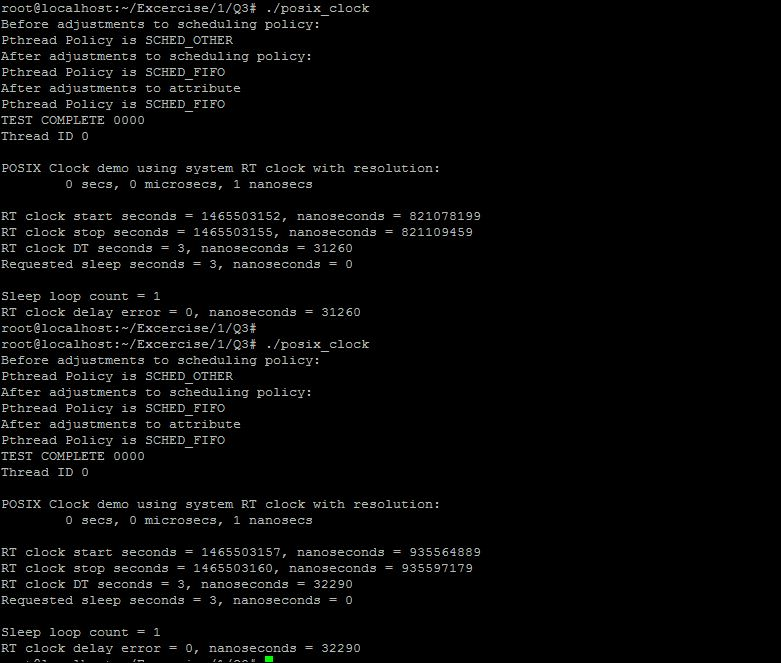 root@localhost:~/Excercise/1/Q3# ./posix_clock
Before adjustments to scheduling policy:
Pthread Policy is SCHED_OTHER
After adjustments to scheduling policy:
Pthread Policy is SCHED_FIFO
After adjustments to attribute
Pthread Policy is SCHED_FIFO
TEST COMPLETE 0000
Thread ID 0
POSIX Clock demo using system RT clock with resolution:
0 secs, 0 microsecs, 1 nanosecs
RT clock start seconds = 1465503152, nanoseconds = 821078199
RT clock stop seconds = 1465503155, nanoseconds = 821109459
RT clock DT seconds = 3, nanoseconds = 31260
Requested sleep seconds = 3, nanoseconds = 0
Sleep loop count = 1
RT clock delay error = 0, nanoseconds = 31260
root@localhost:~/Excercise/1/Q3#
root@localhost:~/Excercise/1/Q3# ./posix_clock
Before adjustments to scheduling policy:
Pthread Policy is SCHED_OTHER
After adjustments to scheduling policy:
Pthread Policy is SCHED_FIFO
After adjustments to attribute
Pthread Policy is SCHED_FIFO
TEST COMPLETE 0000
Thread ID 0
POSIX Clock demo using system RT clock with resolution:
0 secs, 0 microsecs, 1 nanosecs
RT clock start seconds = 1465503157, nanoseconds = 935564889
RT clock stop seconds = 1465503160, nanoseconds = 935597179
RT clock DT seconds = 3, nanoseconds = 32290
Requested sleep seconds = 3, nanoseconds = 0
Sleep loop count = 1
RT clock delay error = 0, nanoseconds = 32290
root@localhost:~/Excercise/1/Q3#